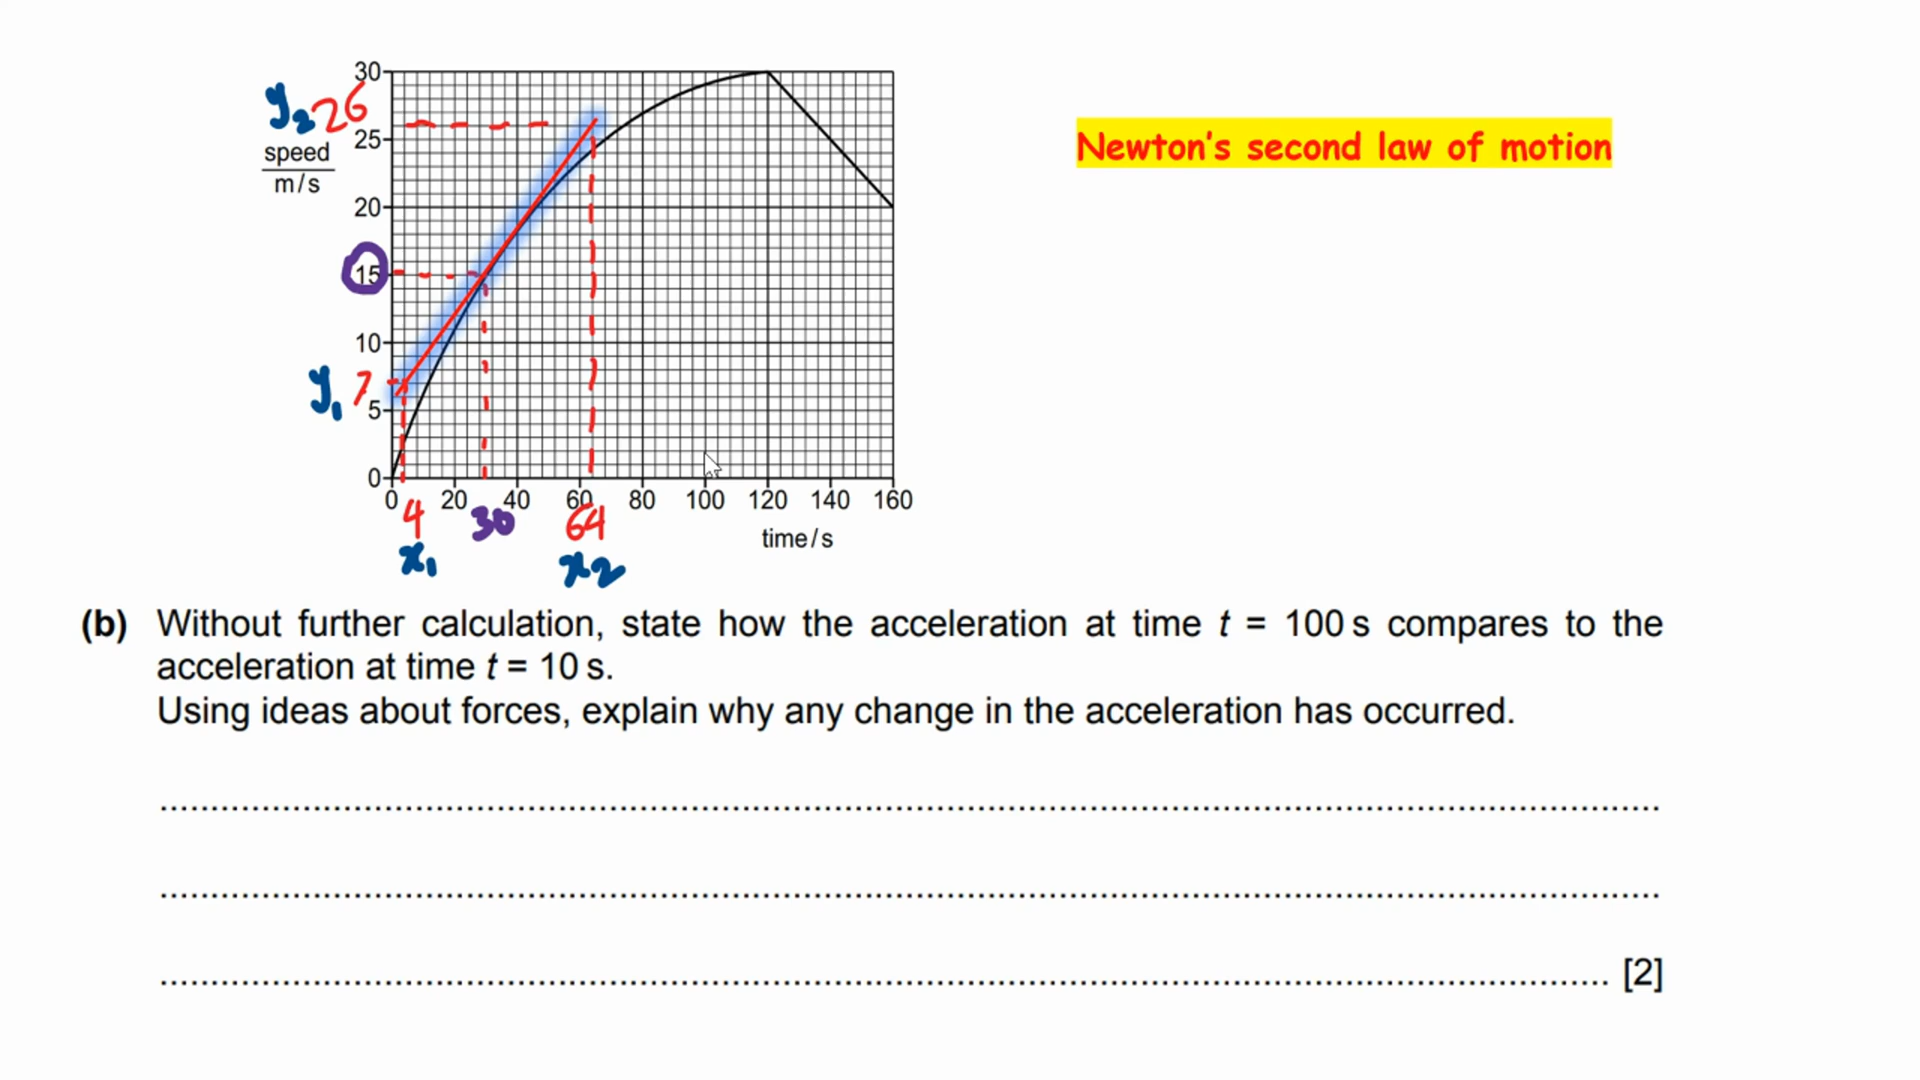 30
y₂ 26
25
speed
m/s
Newton's second law of motion
20
15
10
y₁ 7
5
0
0 20 40 60 80 100 120 140 160
4 30 64
time/s
x₁ x₂
(b) Without further calculation, state how the acceleration at time t = 100 s compares to the
acceleration at time t = 10 s.
Using ideas about forces, explain why any change in the acceleration has occurred.
[2]